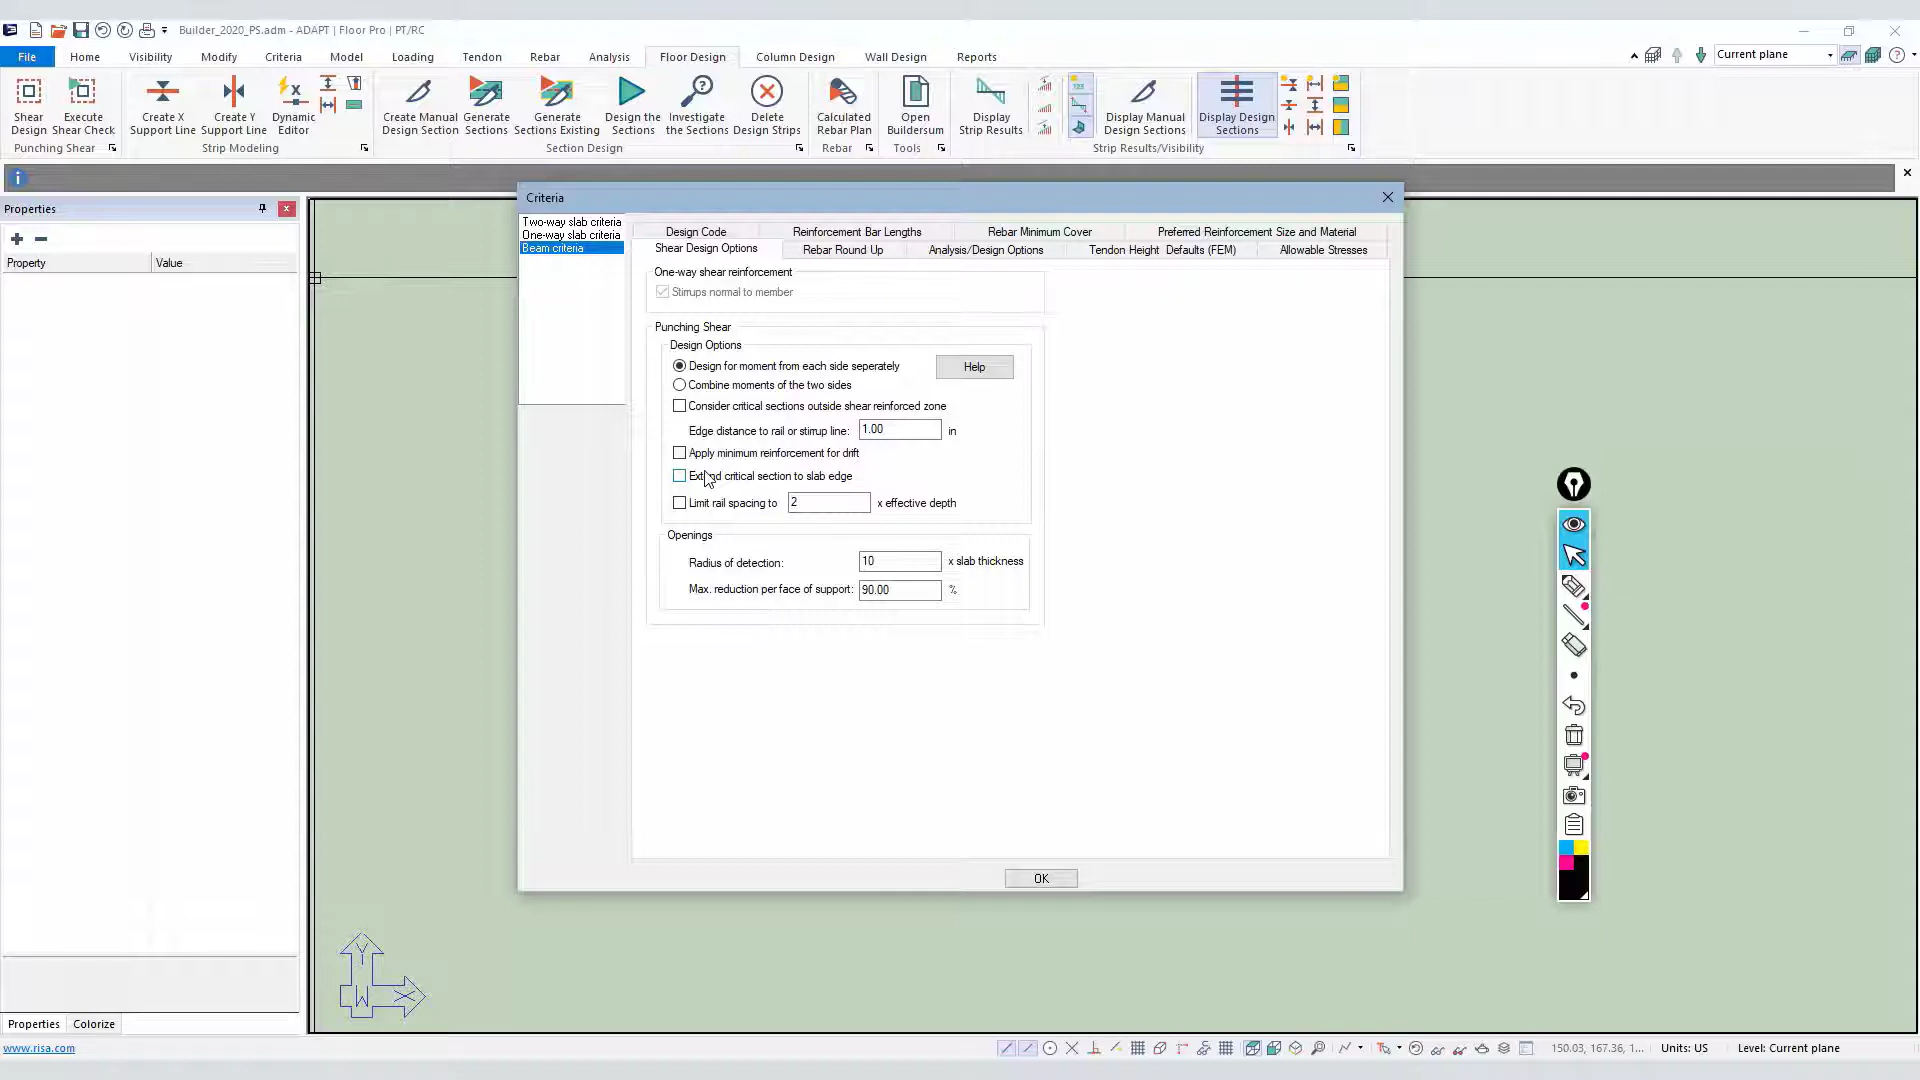 Builder_2020_PS.adm - ADAPT | Floor Pro | PT/RC
File Home Visibility Modify Criteria Model Loading Tendon Rebar Analysis Floor Design Column Design Wall Design Reports Current plane
Shear Design
Execute Shear Check
Create X Support Line
Create Y Support Line
Dynamic Editor
Create Manual Design Section
Generate Sections
Generate Sections Existing
Design the Sections
Investigate the Sections
Delete Design Strips
Calculated Rebar Plan
Open Buildersum
Display Strip Results
Display Manual Design Sections
Display Design Sections
Punching Shear Strip Modeling Section Design Rebar Tools Strip Results/Visibility
Properties
Property Value
Criteria
Two-way slab criteria
One-way slab criteria
Beam criteria
Design Code Reinforcement Bar Lengths Rebar Minimum Cover Preferred Reinforcement Size and Material
Shear Design Options Rebar Round Up Analysis/Design Options Tendon Height Defaults (FEM) Allowable Stresses
One-way shear reinforcement
Stirrups normal to member
Punching Shear
Design Options
Design for moment from each side seperately Help
Combine moments of the two sides
Consider critical sections outside shear reinforced zone
Edge distance to rail or stirrup line: 1.00 in
Apply minimum reinforcement for drift
Extend critical section to slab edge
Limit rail spacing to 2 x effective depth
Openings
Radius of detection: 10 x slab thickness
Max. reduction per face of support: 90.00 %
OK
Y
W X
Properties Colorize
www.risa.com 150.03, 167.36, 1... Units: US Level: Current plane